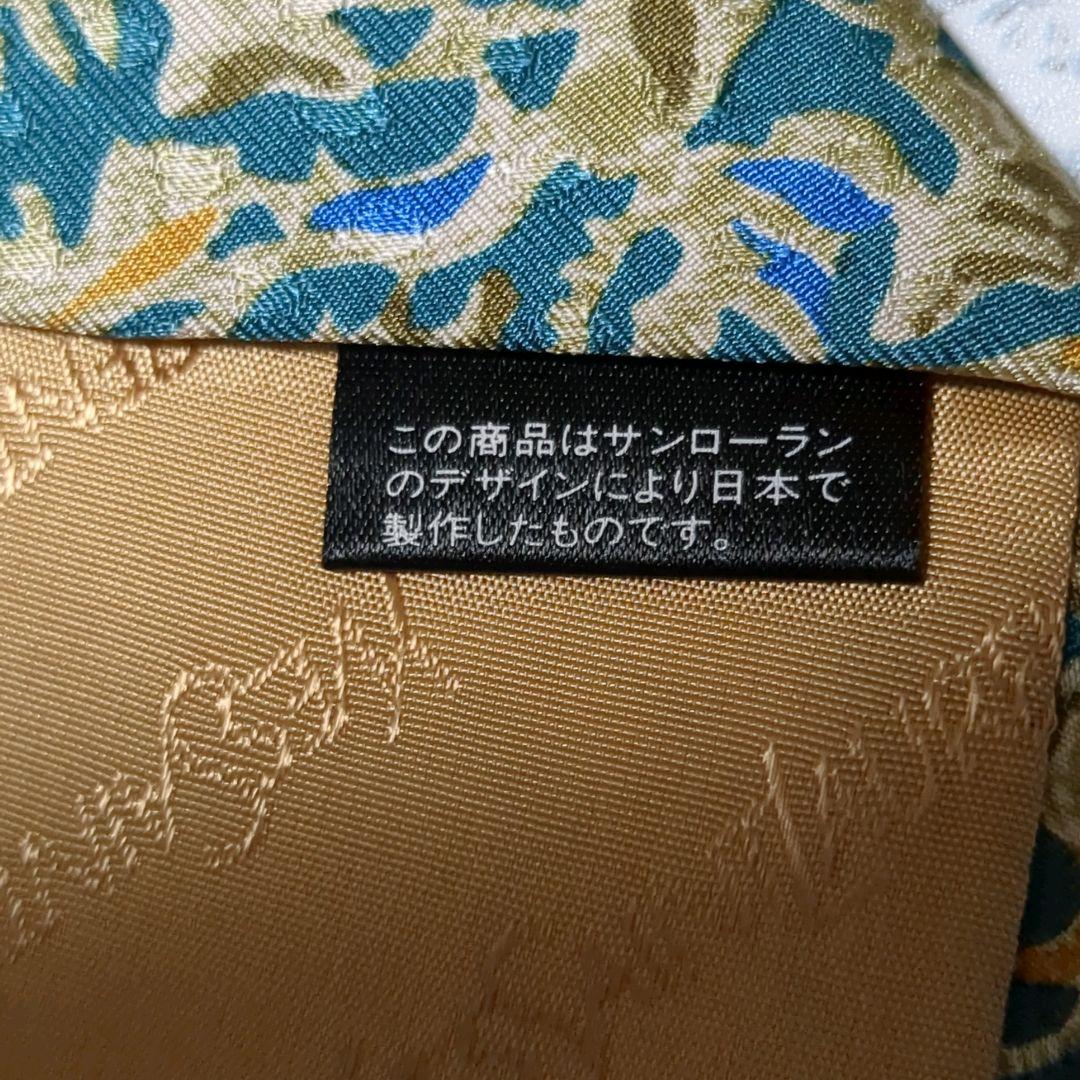 この商品はサンローラン
のデザインにより日本で
製作したものです。